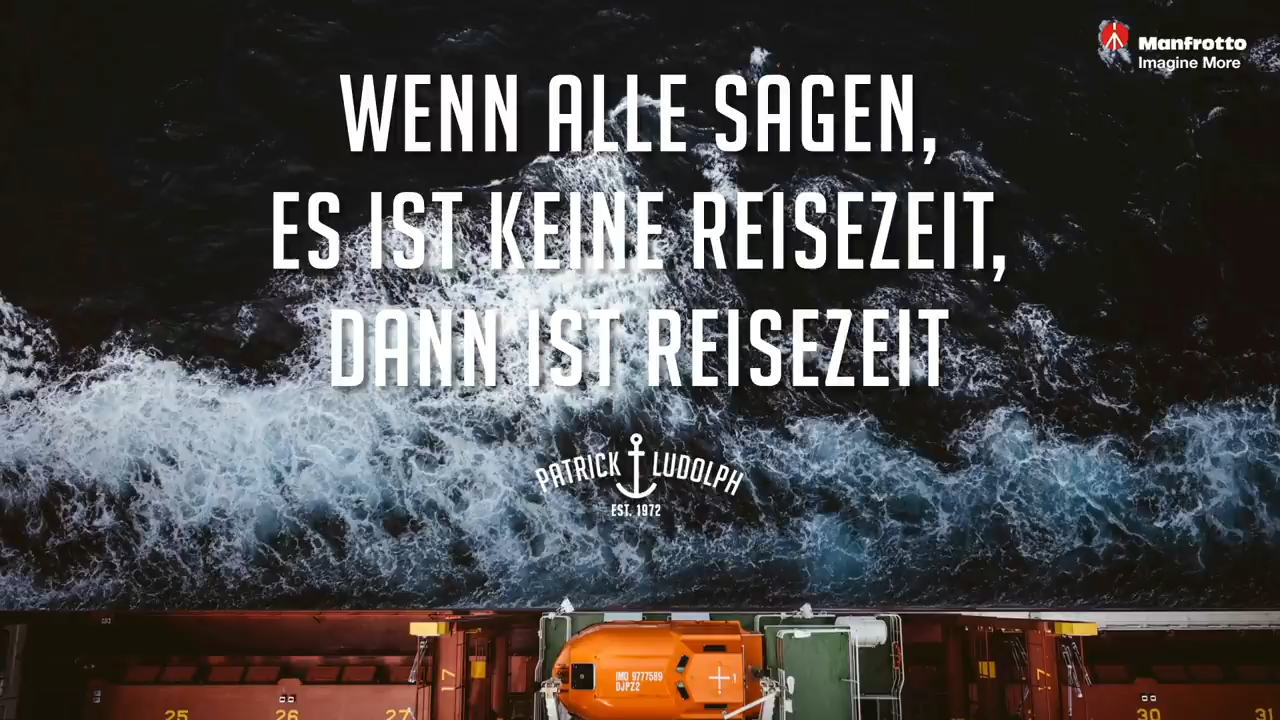 Manfrotto
Imagine More
WENN ALLE SAGEN,
ES IST KEINE REISEZEIT,
DANN IST REISEZEIT
PATRICK LUDOLPH
EST. 1972
IMO 9777589
DJPZ2
1
17
17
25
26
27
30
31